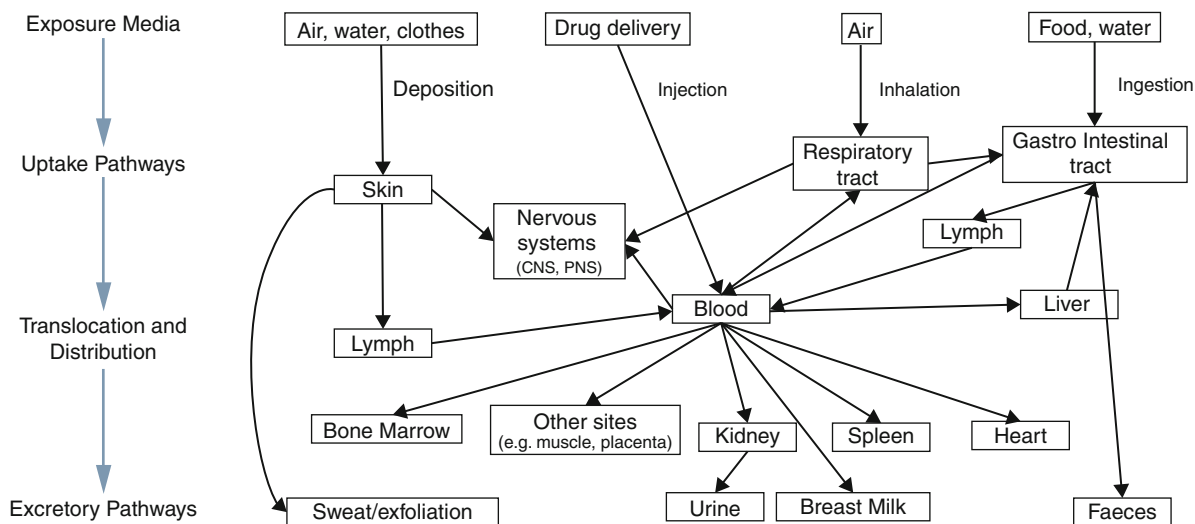 Exposure Media
Air, water, clothes
Drug delivery
Air
Food, water
Deposition
Injection
Inhalation
Ingestion
Uptake Pathways
Skin
Respiratory
tract
Gastro Intestinal
tract
Nervous
systems
(CNS, PNS)
Lymph
Translocation and
Distribution
Lymph
Blood
Liver
Bone Marrow
Other sites
(e.g. muscle, placenta)
Kidney
Spleen
Heart
Excretory Pathways
Sweat/exfoliation
Urine
Breast Milk
Faeces